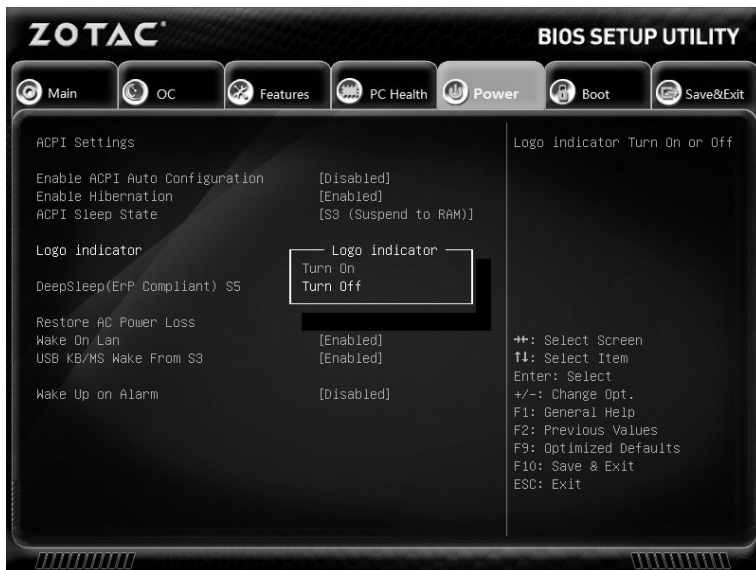 ZOTAC®
BIOS SETUP UTILITY
Main
OC
Features
PC Health
Power
Boot
Save&Exit
ACPI Settings
Enable ACPI Auto Configuration [Disabled]
Enable Hibernation [Enabled]
ACPI Sleep State [S3 (Suspend to RAM)]
Logo indicator
DeepSleep(ErP Compliant) S5
Restore AC Power Loss
Wake On Lan [Enabled]
USB KB/MS Wake From S3 [Enabled]
Wake Up on Alarm [Disabled]
Logo indicator
Turn On
Turn Off
Logo indicator Turn On or Off
→←: Select Screen
↑↓: Select Item
Enter: Select
+/-: Change Opt.
F1: General Help
F2: Previous Values
F9: Optimized Defaults
F10: Save & Exit
ESC: Exit